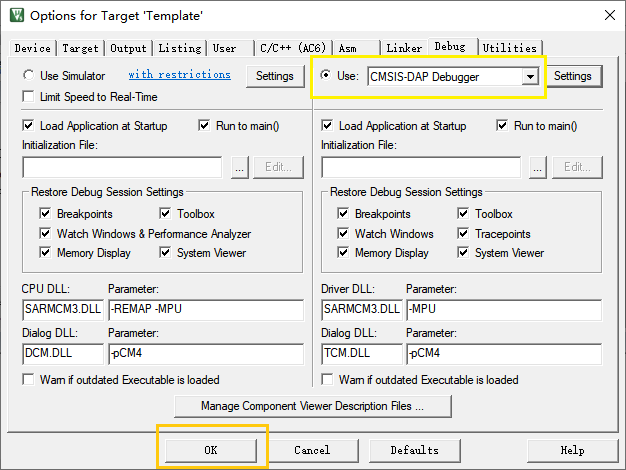 Options for Target 'Template'
Device Target Output Listing User C/C++ (AC6) Asm Linker Debug Utilities
Use Simulator with restrictions Settings
Limit Speed to Real-Time
Use: CMSIS-DAP Debugger Settings
Load Application at Startup Run to main()
Initialization File:
... Edit...
Restore Debug Session Settings
Breakpoints Toolbox
Watch Windows & Performance Analyzer
Memory Display System Viewer
CPU DLL: Parameter:
SARMCM3.DLL -REMAP -MPU
Dialog DLL: Parameter:
DCM.DLL -pCM4
Warn if outdated Executable is loaded
Load Application at Startup Run to main()
Initialization File:
... Edit...
Restore Debug Session Settings
Breakpoints Toolbox
Watch Windows Tracepoints
Memory Display System Viewer
Driver DLL: Parameter:
SARMCM3.DLL -MPU
Dialog DLL: Parameter:
TCM.DLL -pCM4
Warn if outdated Executable is loaded
Manage Component Viewer Description Files ...
OK Cancel Defaults Help